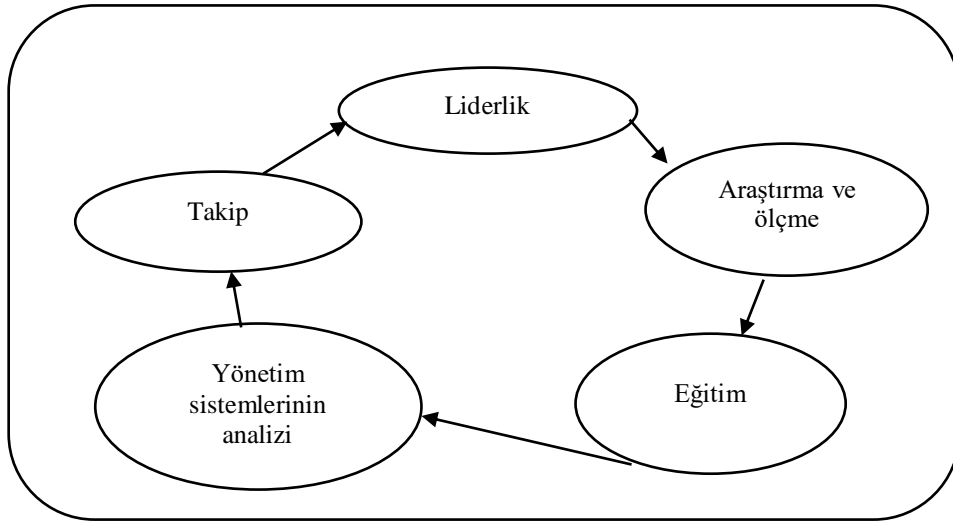 Liderlik
Araştırma ve
ölçme
Eğitim
Yönetim
sistemlerinin
analizi
Takip